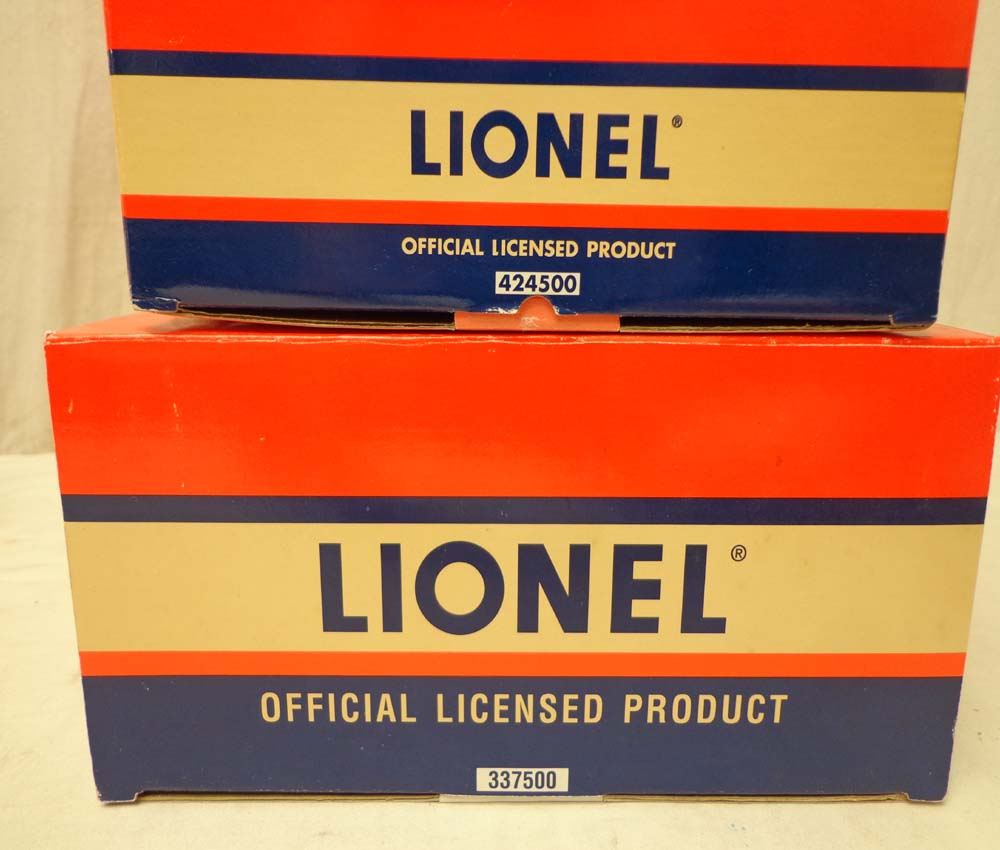 LIONEL®
OFFICIAL LICENSED PRODUCT
424500
LIONEL®
OFFICIAL LICENSED PRODUCT
337500